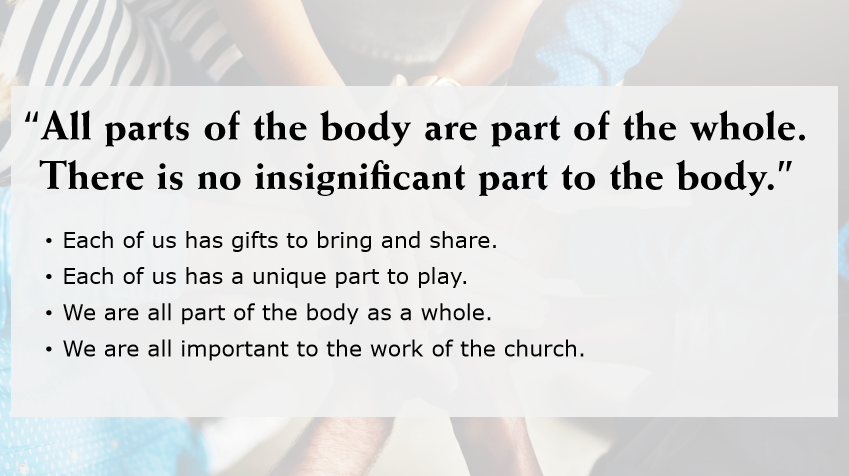 “All parts of the body are part of the whole.
There is no insignificant part to the body.”
• Each of us has gifts to bring and share.
• Each of us has a unique part to play.
• We are all part of the body as a whole.
• We are all important to the work of the church.